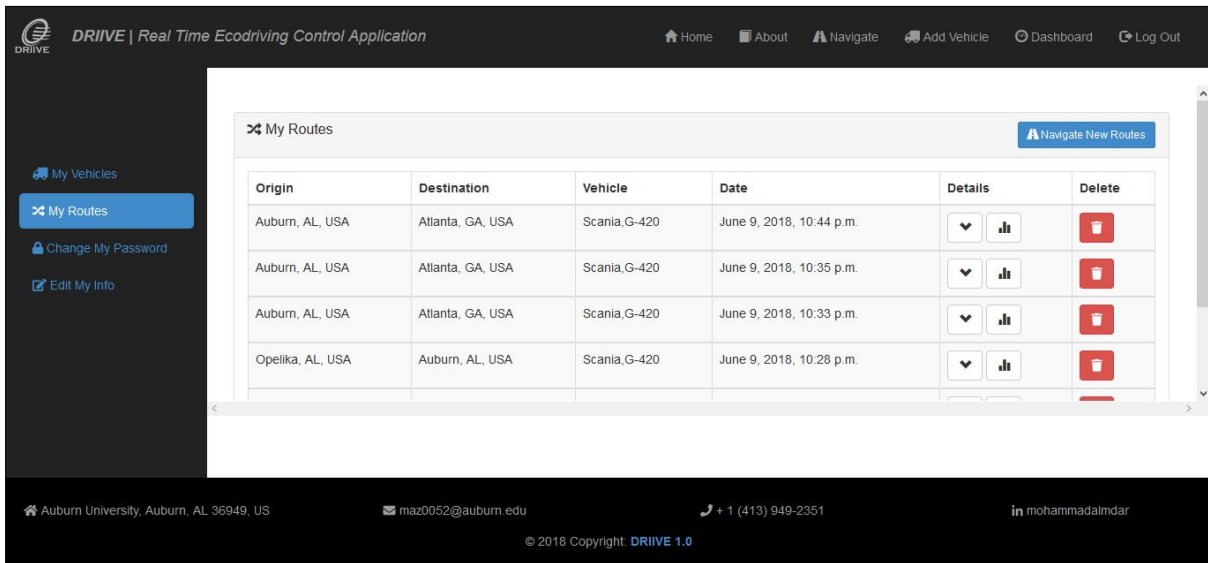 DRIIVE
DRIIVE | Real Time Ecodriving Control Application
Home About Navigate Add Vehicle Dashboard Log Out
My Vehicles
My Routes
Change My Password
Edit My Info
My Routes
Navigate New Routes
Origin Destination Vehicle Date Details Delete
Auburn, AL, USA Atlanta, GA, USA Scania,G-420 June 9, 2018, 10:44 p.m.
Auburn, AL, USA Atlanta, GA, USA Scania,G-420 June 9, 2018, 10:35 p.m.
Auburn, AL, USA Atlanta, GA, USA Scania,G-420 June 9, 2018, 10:33 p.m.
Opelika, AL, USA Auburn, AL, USA Scania,G-420 June 9, 2018, 10:28 p.m.
Auburn University, Auburn, AL 36949, US maz0052@auburn.edu + 1 (413) 949-2351 in mohammadalmdar
© 2018 Copyright: DRIIVE 1.0